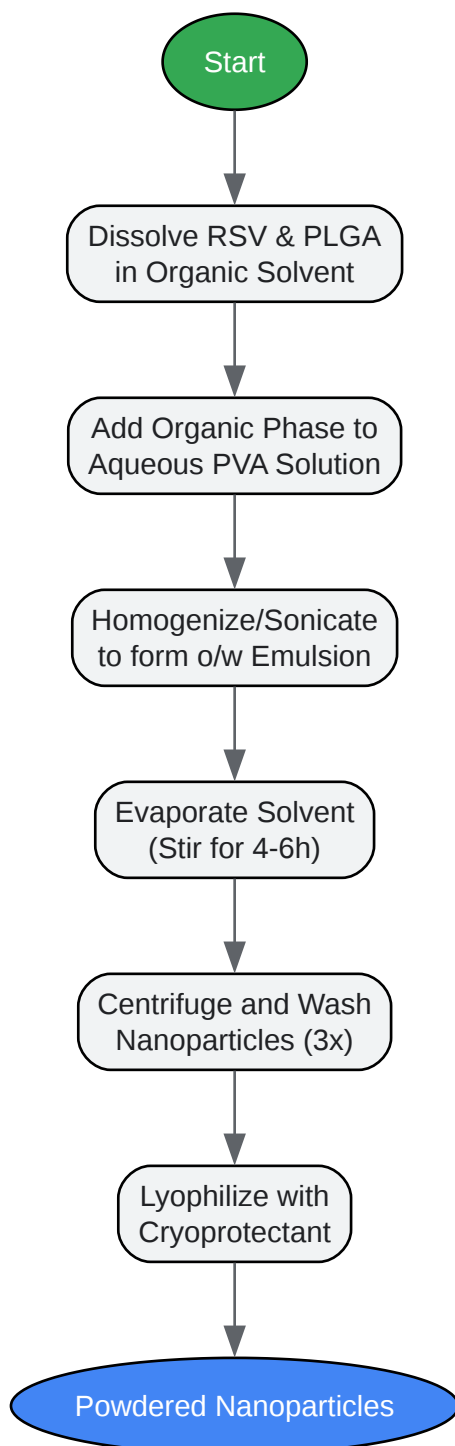 Start
Dissolve RSV & PLGA
in Organic Solvent
Add Organic Phase to
Aqueous PVA Solution
Homogenize/Sonicate
to form o/w Emulsion
Evaporate Solvent
(Stir for 4-6h)
Centrifuge and Wash
Nanoparticles (3x)
Lyophilize with
Cryoprotectant
Powdered Nanoparticles